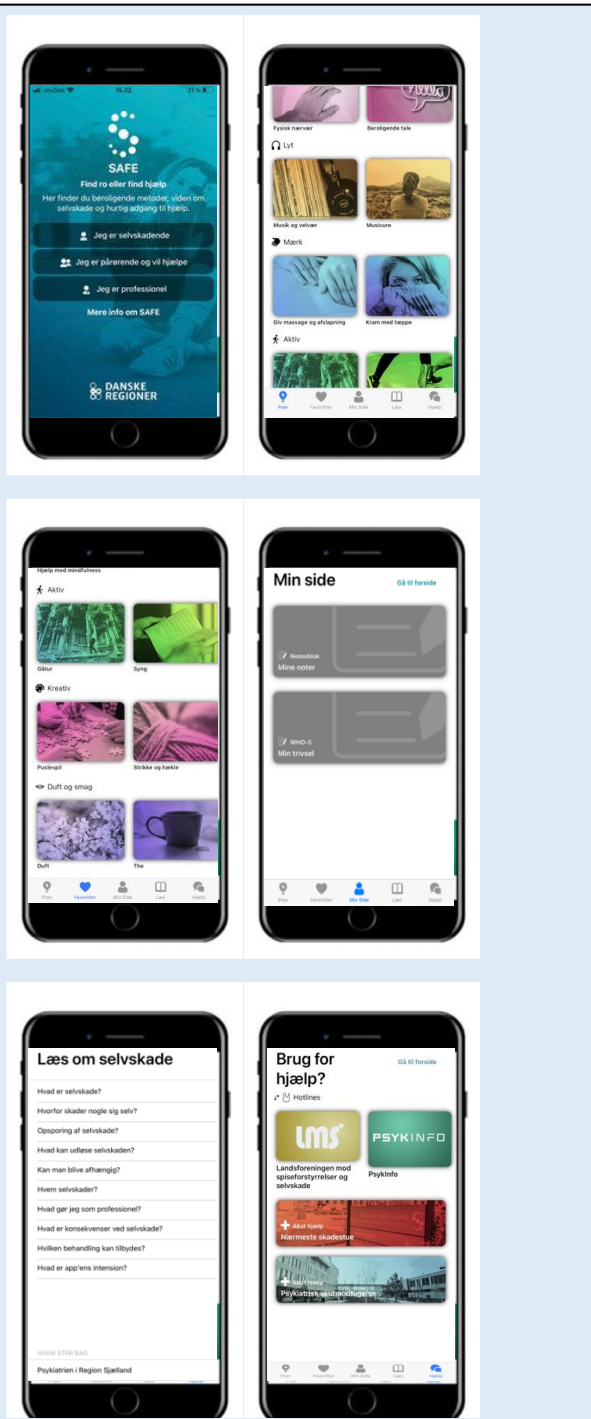 youSee
15.22
21 %
SAFE
Find ro eller find hjælp
Her finder du beroligende metoder, viden om
selvskade og hurtig adgang til hjælp.
Jeg er selvskadende
Jeg er pårørende og vil hjælpe
Jeg er professionel
Mere info om SAFE
DANSKE
REGIONER
hello
Fysisk nærvær
Beroligende tale
Lyt
Musik og velvær
Musicure
Mærk
Giv massage og afslapning
Kram med tæppe
Aktiv
Prøv
Favoritter
Min Side
Læs
Hjælp
Hjælp med mindfulness
Aktiv
Gåtur
Syng
Kreativ
Puslespil
Strikke og hækle
Duft og smag
Duft
The
Prøv
Favoritter
Min Side
Læs
Hjælp
Min side
Gå til forside
Notesblok
Mine noter
WHO-5
Min trivsel
Prøv
Favoritter
Min Side
Læs
Hjælp
Læs om selvskade
Hvad er selvskade?
Hvorfor skader nogle sig selv?
Opsporing af selvskade?
Hvad kan udløse selvskaden?
Kan man blive afhængig?
Hvem selvskader?
Hvad gør jeg som professionel?
Hvad er konsekvenser ved selvskade?
Hvilken behandling kan tilbydes?
Hvad er app'ens intension?
HVEM STÅR BAG
Psykiatrien i Region Sjælland
Brug for
hjælp?
Gå til forside
Hotlines
LMS
PSYKINFO
Landsforeningen mod
spiseforstyrrelser og
selvskade
PsykInfo
Akut hjælp
Nærmeste skadestue
Akut hjælp
Psykiatrisk akutmodtagelse
Prøv
Favoritter
Min Side
Læs
Hjælp